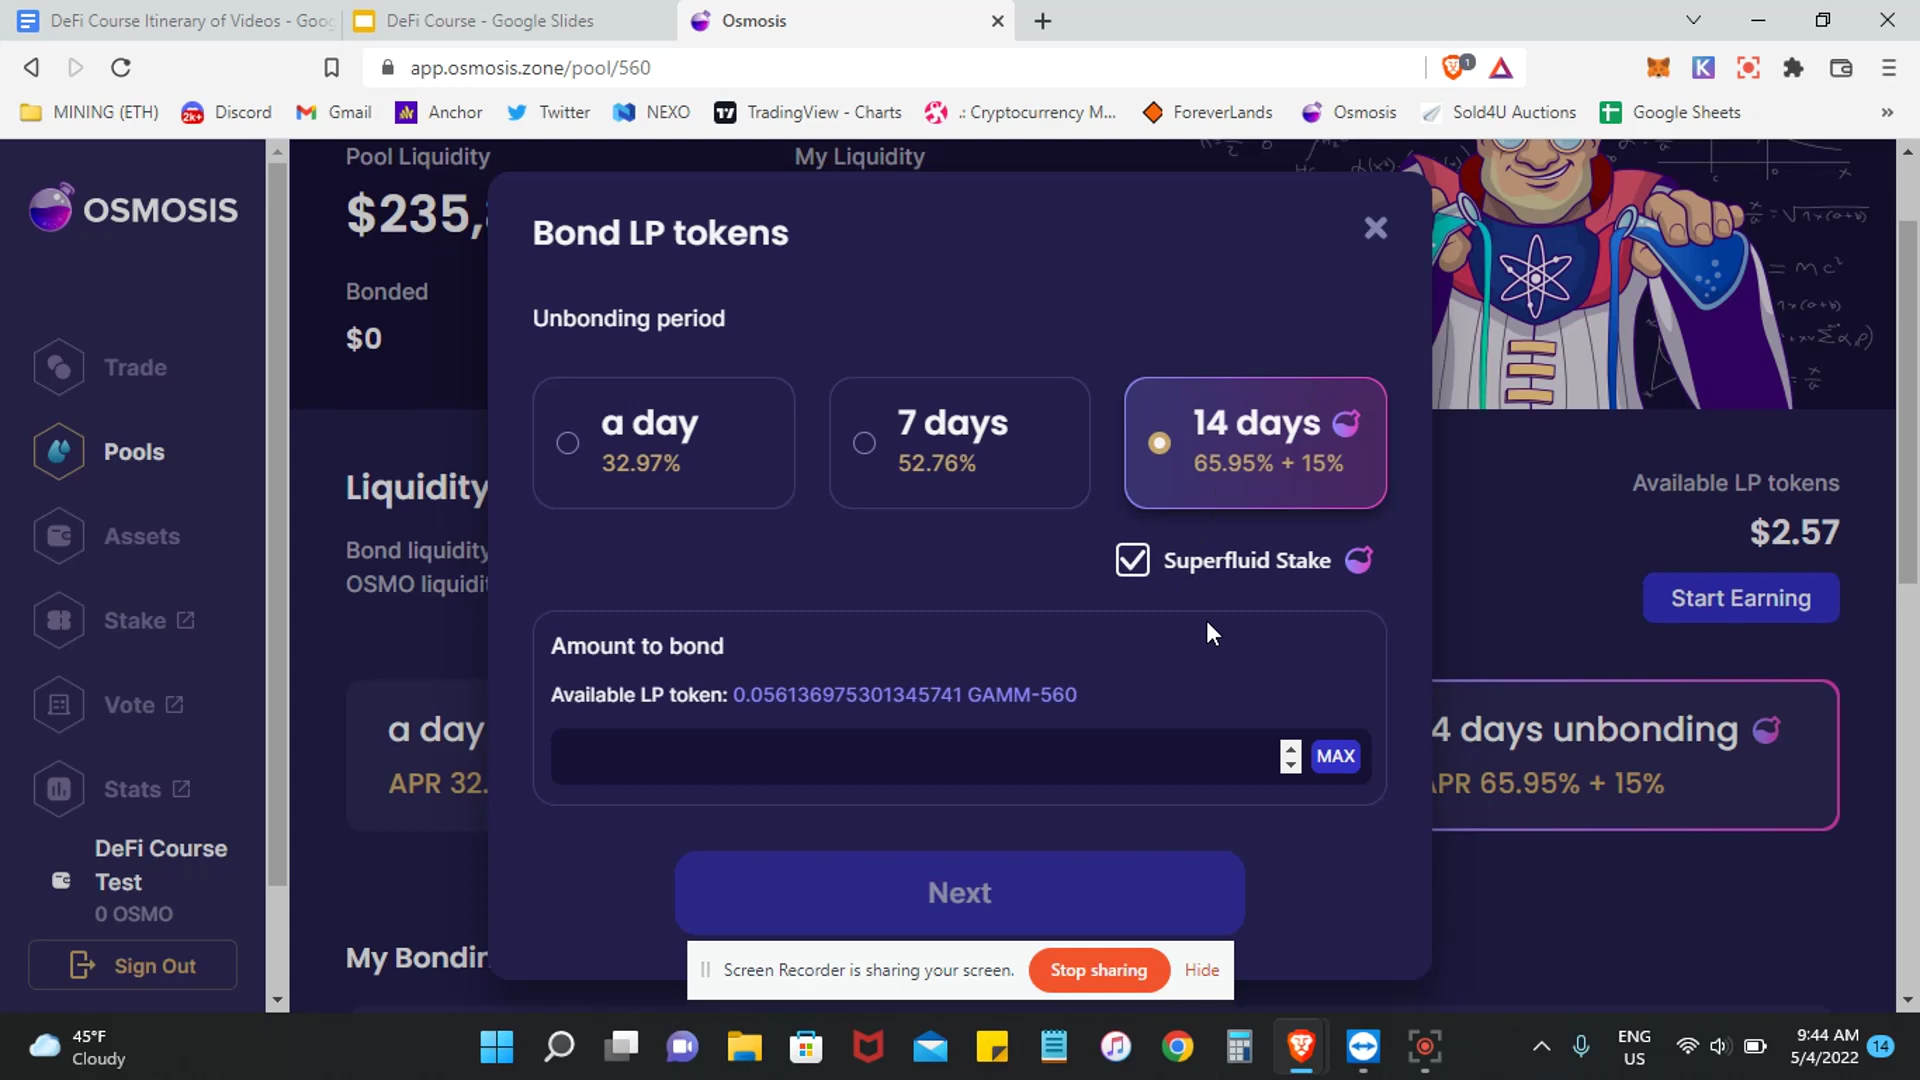 DeFi Course Itinerary of Videos - Goo
DeFi Course - Google Slides
Osmosis
app.osmosis.zone/pool/560
1
MINING (ETH)
2k+
Discord
Gmail
Anchor
Twitter
NEXO
TradingView - Charts
.: Cryptocurrency M...
ForeverLands
Osmosis
Sold4U Auctions
Google Sheets
»
OSMOSIS
Trade
Pools
Assets
Stake
Vote
Stats
DeFi Course
Test
0 OSMO
Sign Out
Pool Liquidity
My Liquidity
$235,
Bonded
$0
Liquidity
Bond liquidity
OSMO liquidit
a day
APR 32.
My Bondin
Bond LP tokens
Unbonding period
a day
32.97%
7 days
52.76%
14 days
65.95% + 15%
Superfluid Stake
Amount to bond
Available LP token: 0.056136975301345741 GAMM-560
MAX
Next
Available LP tokens
$2.57
Start Earning
4 days unbonding
APR 65.95% + 15%
Screen Recorder is sharing your screen.
Stop sharing
Hide
45°F
Cloudy
ENG
US
9:44 AM
5/4/2022
14